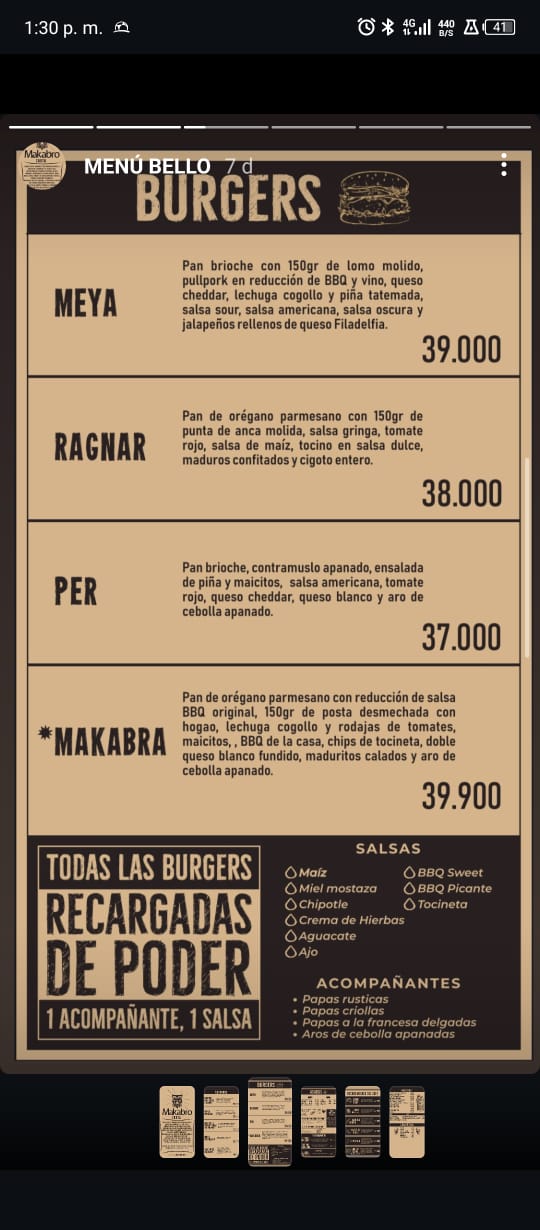 1:30 p. m.
4G
440
B/S
41
Makabro
MENÚ BELLO 7 d
BURGERS
MEYA
Pan brioche con 150gr de lomo molido,
pullpork en reducción de BBQ y vino, queso
cheddar, lechuga cogollo y piña tatemada,
salsa sour, salsa americana, salsa oscura y
jalapeños rellenos de queso Filadelfia.
39.000
RAGNAR
Pan de orégano parmesano con 150gr de
punta de anca molida, salsa gringa, tomate
rojo, salsa de maíz, tocino en salsa dulce,
maduros confitados y cigoto entero.
38.000
PER
Pan brioche, contramuslo apanado, ensalada
de piña y maicitos, salsa americana, tomate
rojo, queso cheddar, queso blanco y aro de
cebolla apanado.
37.000
*MAKABRA
Pan de orégano parmesano con reducción de salsa
BBQ original, 150gr de posta desmechada con
hogao, lechuga cogollo y rodajas de tomates,
maicitos, , BBQ de la casa, chips de tocineta, doble
queso blanco fundido, maduritos calados y aro de
cebolla apanado.
39.900
TODAS LAS BURGERS
RECARGADAS
DE PODER
1 ACOMPAÑANTE, 1 SALSA
SALSAS
Maíz
Miel mostaza
Chipotle
Crema de Hierbas
Aguacate
Ajo
BBQ Sweet
BBQ Picante
Tocineta
ACOMPAÑANTES
• Papas rusticas
• Papas criollas
• Papas a la francesa delgadas
• Aros de cebolla apanadas
Makabro
BURGERS